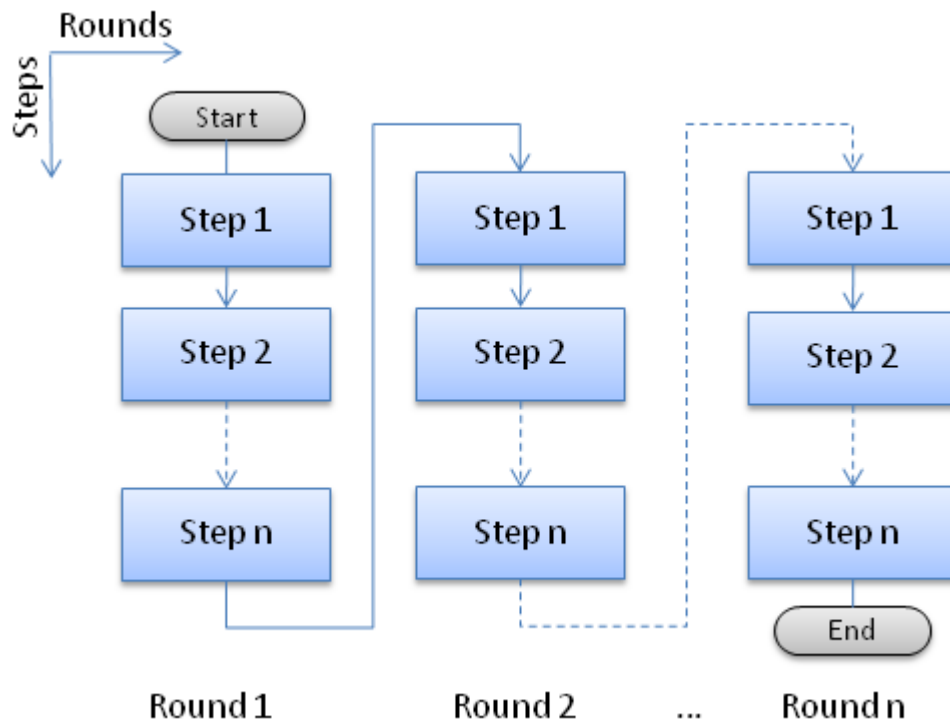 Rounds
Steps
Start
Step 1
Step 2
Step n
Step 1
Step 2
Step n
Step 1
Step 2
Step n
End
Round 1
Round 2
...
Round n